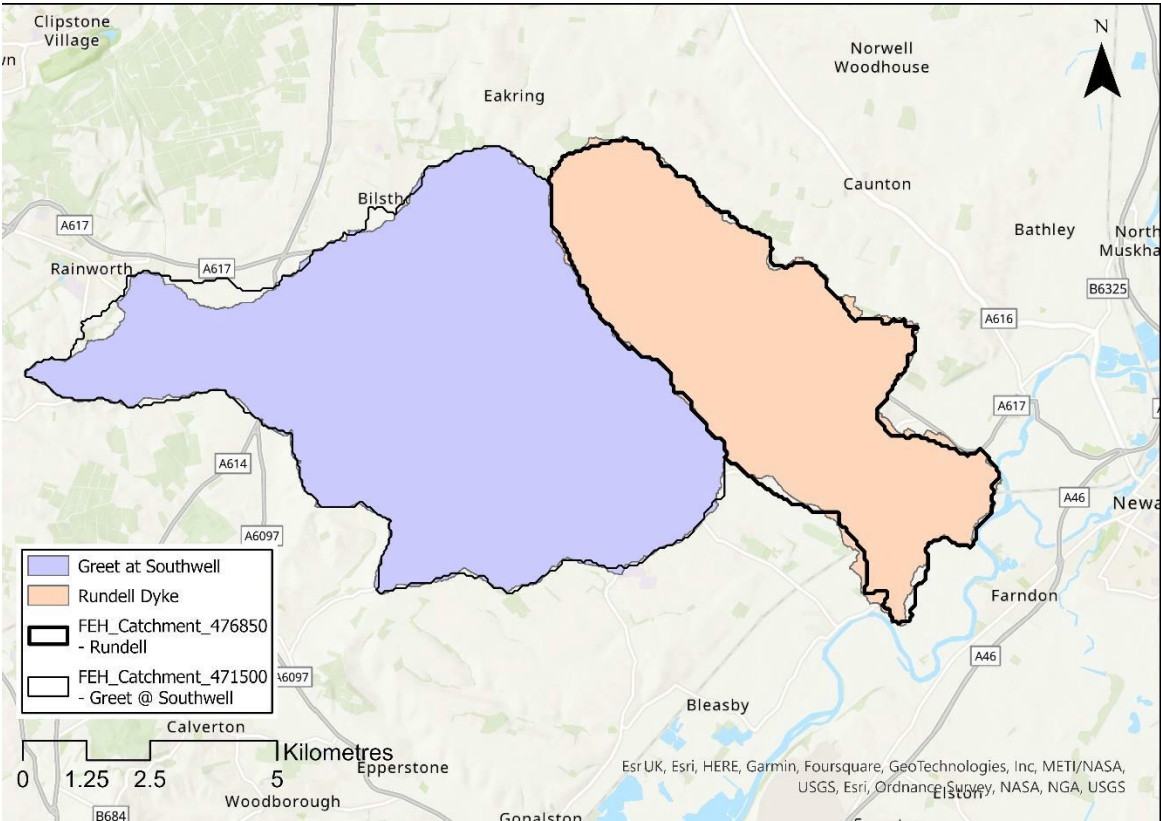 Clipstone
Village
N
Norwell
Woodhouse
Eakring
Caunton
Bilsth
A617
Bathley
North
Muskha
Rainworth
A617
B6325
A616
A617
A614
A46
Newa
A6097
Greet at Southwell
Rundell Dyke
FEH_Catchment_476850
- Rundell
FEH_Catchment_471500
- Greet @ Southwell
Farndon
A46
A6097
Bleasby
Calverton
Kilometres
0 1.25 2.5 5
Epperstone
Esri UK, Esri, HERE, Garmin, Foursquare, GeoTechnologies, Inc, METI/NASA,
USGS, Esri, Ordnance Survey, NASA, NGA, USGS
Elston
Woodborough
B684
Gonalston